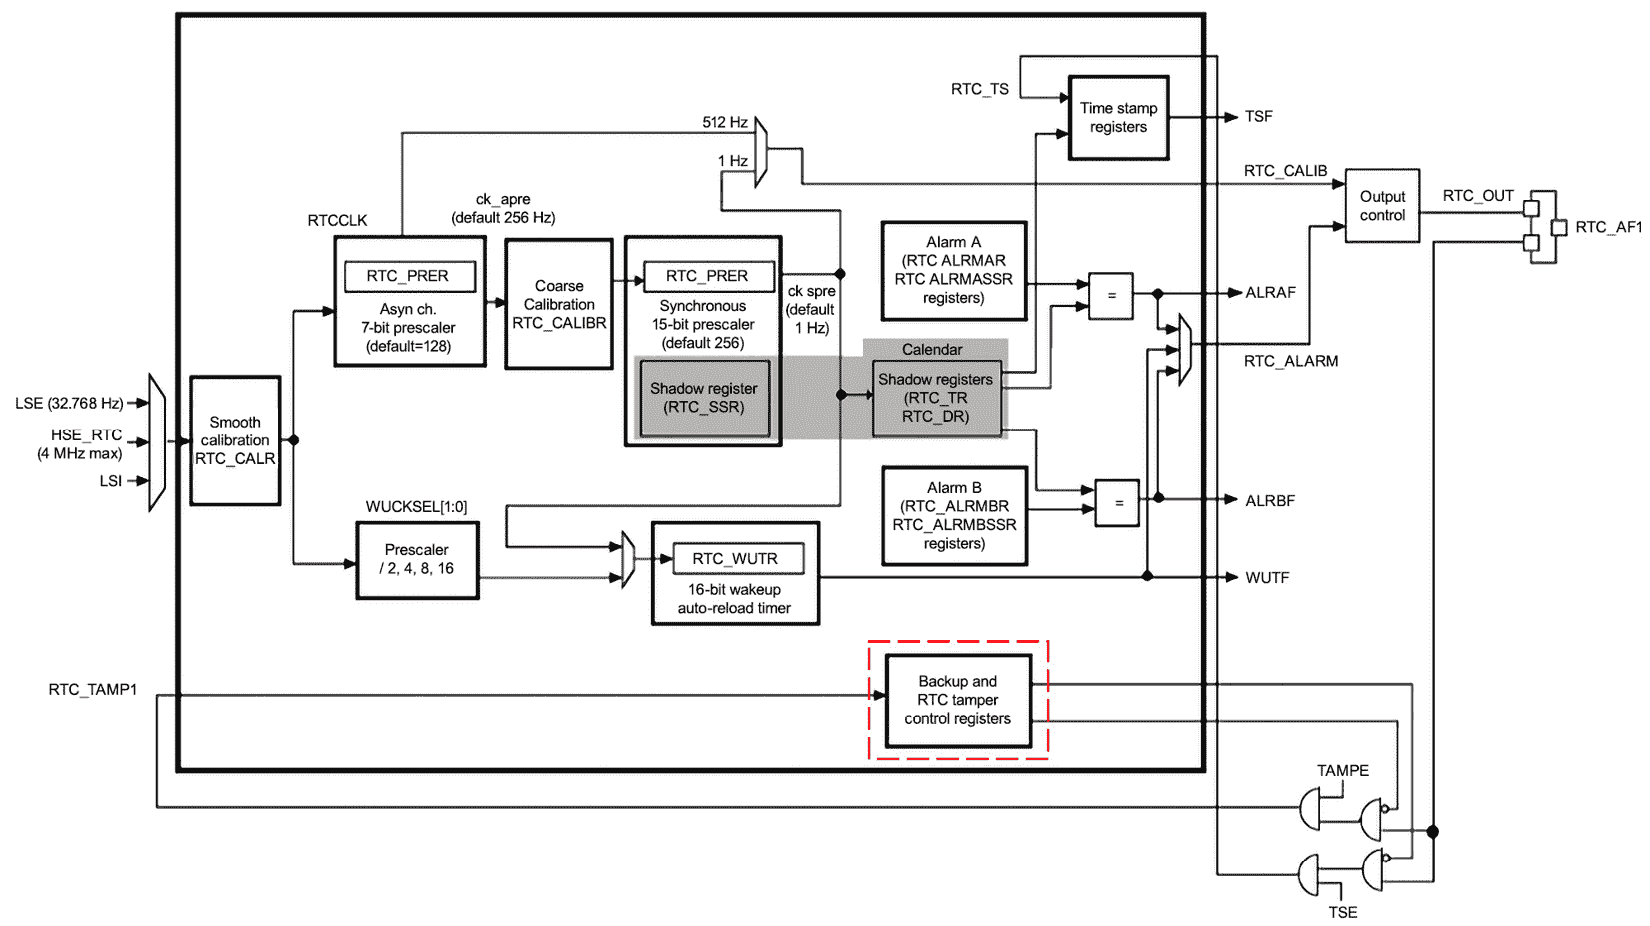 RTC_TS
Time stamp
registers
TSF
512 Hz
1 Hz
RTC_CALIB
Output
control
RTC_OUT
RTC_AF1
ck_apre
(default 256 Hz)
RTCCLK
RTC_PRER
Asyn ch.
7-bit prescaler
(default=128)
Coarse
Calibration
RTC_CALIBR
RTC_PRER
Synchronous
15-bit prescaler
(default 256)
ck spre
(default
1 Hz)
Alarm A
(RTC ALRMAR
RTC ALRMASSR
registers)
=
ALRAF
RTC_ALARM
Calendar
Shadow register
(RTC_SSR)
Shadow registers
(RTC_TR
RTC_DR)
LSE (32.768 Hz)
HSE_RTC
(4 MHz max)
LSI
Smooth
calibration
RTC_CALR
WUCKSEL[1:0]
Prescaler
/ 2, 4, 8, 16
RTC_WUTR
16-bit wakeup
auto-reload timer
Alarm B
(RTC_ALRMBR
RTC_ALRMBSSR
registers)
=
ALRBF
WUTF
RTC_TAMP1
Backup and
RTC tamper
control registers
TAMPE
TSE